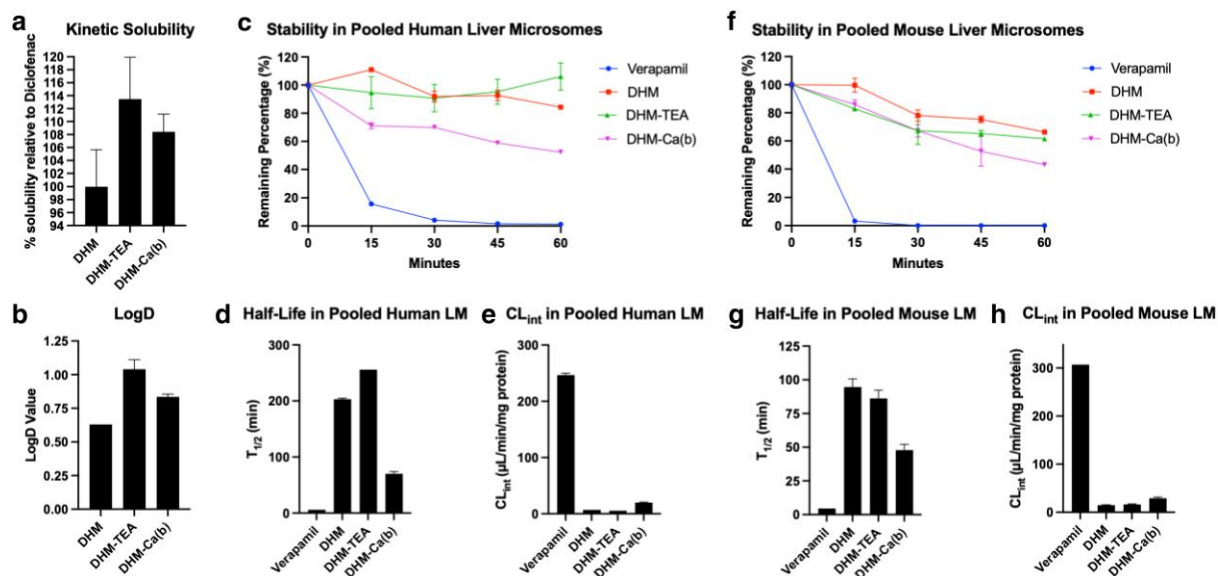 a
Kinetic Solubility
% solubility relative to Diclofenac
120
118
116
114
112
110
108
106
104
102
100
98
96
94
DHM
DHM-TEA
DHM-Ca(b)
c
Stability in Pooled Human Liver Microsomes
Remaining Percentage (%)
120
100
80
60
40
20
0
0 15 30 45 60
Minutes
Verapamil
DHM
DHM-TEA
DHM-Ca(b)
f
Stability in Pooled Mouse Liver Microsomes
Remaining Percentage (%)
120
100
80
60
40
20
0
0 15 30 45 60
Minutes
Verapamil
DHM
DHM-TEA
DHM-Ca(b)
b
LogD
LogD Value
1.25
1.00
0.75
0.50
0.25
0.00
DHM
DHM-TEA
DHM-Ca(b)
d
Half-Life in Pooled Human LM
T1/2 (min)
300
200
100
0
Verapamil
DHM
DHM-TEA
DHM-Ca(b)
e
CLint in Pooled Human LM
CLint (µL/min/mg protein)
300
200
100
0
Verapamil
DHM
DHM-TEA
DHM-Ca(b)
g
Half-Life in Pooled Mouse LM
T1/2 (min)
125
100
75
50
25
0
Verapamil
DHM
DHM-TEA
DHM-Ca(b)
h
CLint in Pooled Mouse LM
CLint (µL/min/mg protein)
300
200
100
0
Verapamil
DHM
DHM-TEA
DHM-Ca(b)